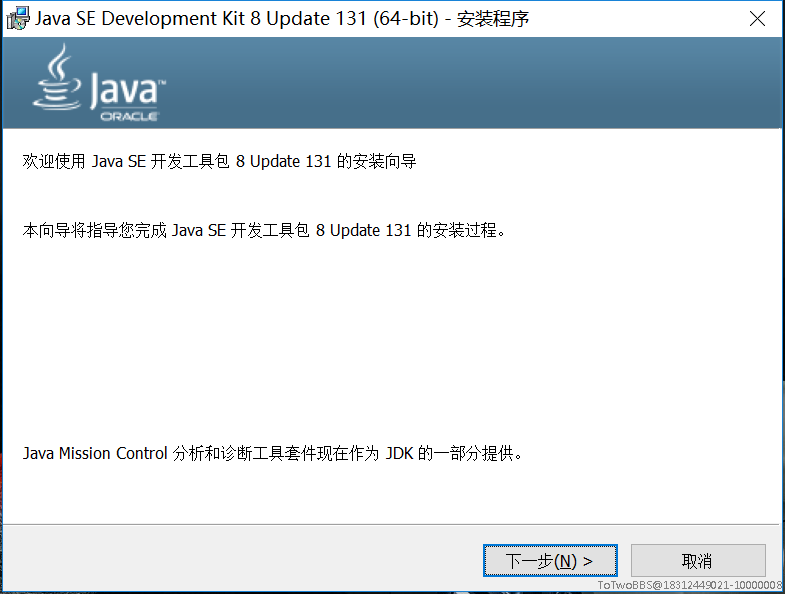 Java SE Development Kit 8 Update 131 (64-bit) - 安装程序
Java™
ORACLE
欢迎使用 Java SE 开发工具包 8 Update 131 的安装向导
本向导将指导您完成 Java SE 开发工具包 8 Update 131 的安装过程。
Java Mission Control 分析和诊断工具套件现在作为 JDK 的一部分提供。
下一步(N) > 取消
ToTwoBBS@18312449021-10000008